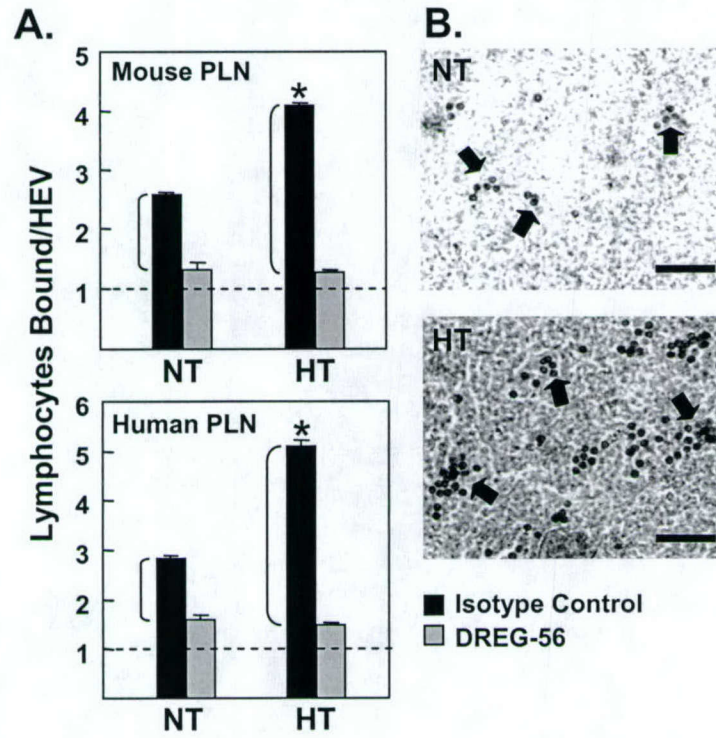 A.
Lymphocytes Bound/HEV
5
Mouse PLN
*
4
3
2
1
NT HT
6
Human PLN
*
5
4
3
2
1
NT HT
B.
NT
HT
Isotype Control
DREG-56